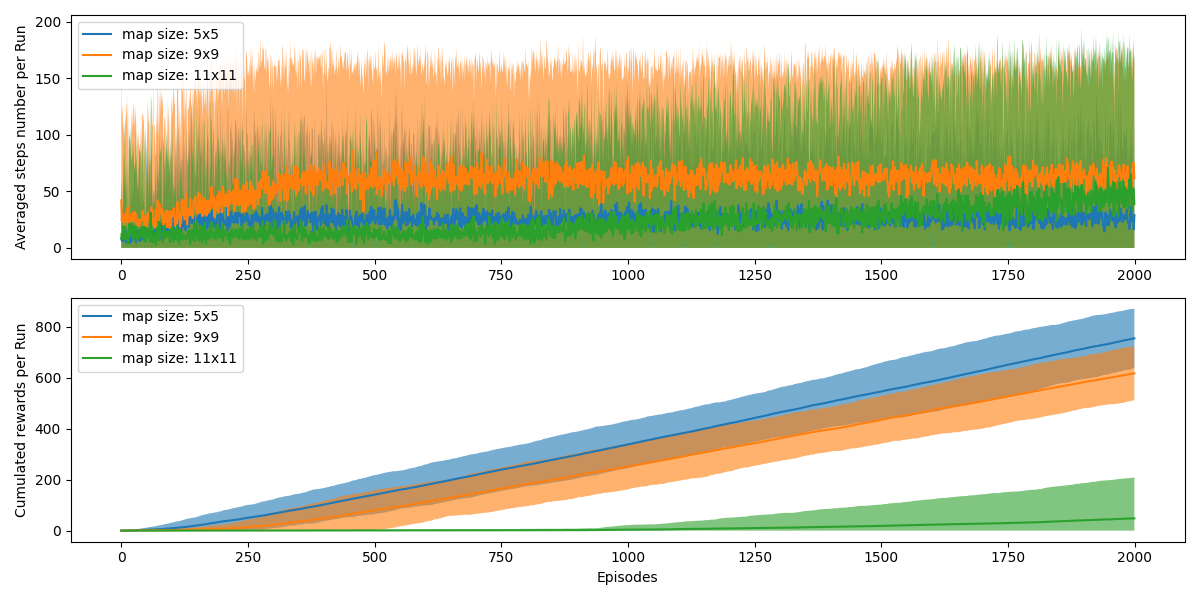 Averaged steps number per Run
200
150
100
50
0
map size: 5x5
map size: 9x9
map size: 11x11
0 250 500 750 1000 1250 1500 1750 2000
Cumulated rewards per Run
800
600
400
200
0
map size: 5x5
map size: 9x9
map size: 11x11
0 250 500 750 1000 1250 1500 1750 2000
Episodes